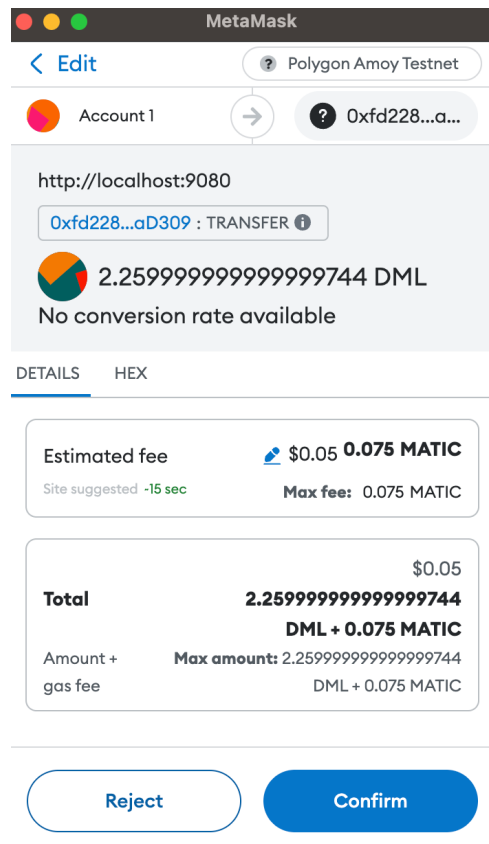 MetaMask
Edit
? Polygon Amoy Testnet
Account 1
? 0xfd228...a...
http://localhost:9080
0xfd228...aD309 : TRANSFER i
2.259999999999999744 DML
No conversion rate available
DETAILS HEX
Estimated fee $0.05 0.075 MATIC
Site suggested ~15 sec Max fee: 0.075 MATIC
$0.05
Total 2.259999999999999744
DML + 0.075 MATIC
Amount + Max amount: 2.259999999999999744
gas fee DML + 0.075 MATIC
Reject Confirm